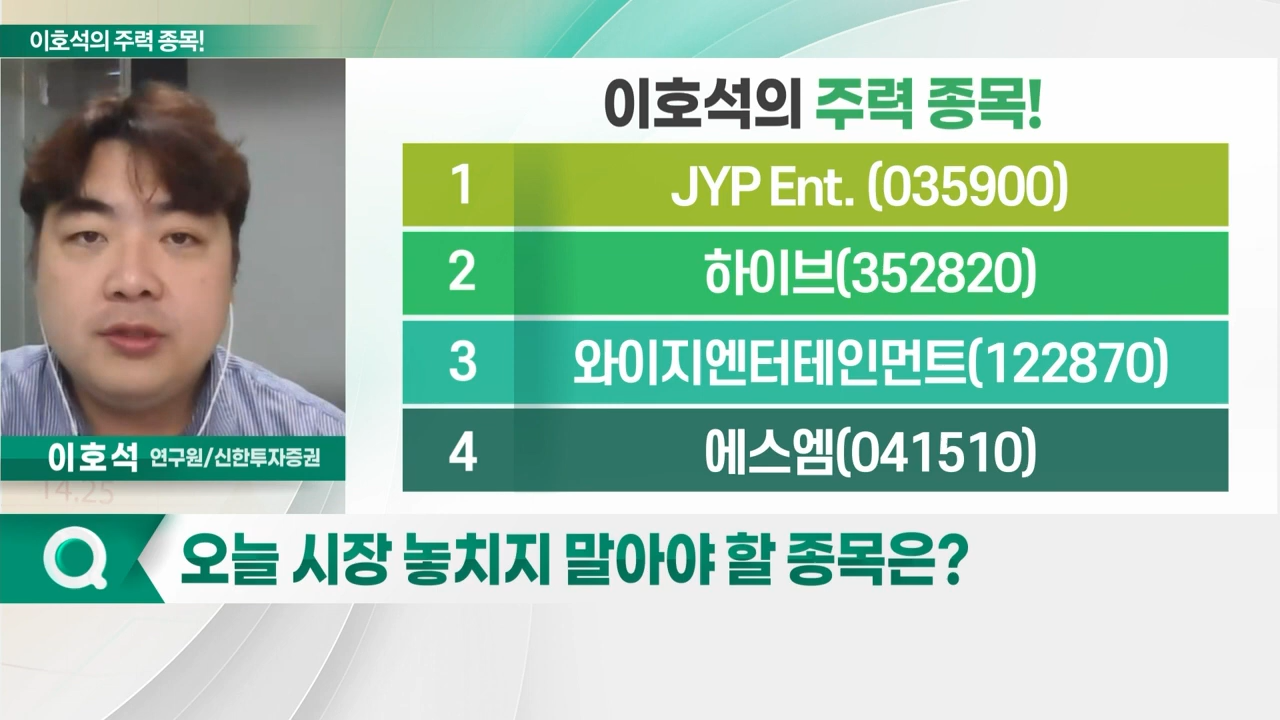 이호석의 주력 종목!
이호석의 주력 종목!
1 JYP Ent. (035900)
2 하이브(352820)
3 와이지엔터테인먼트(122870)
4 에스엠(041510)
이호석 연구원/신한투자증권
14.25
Q 오늘 시장 놓치지 말아야 할 종목은?